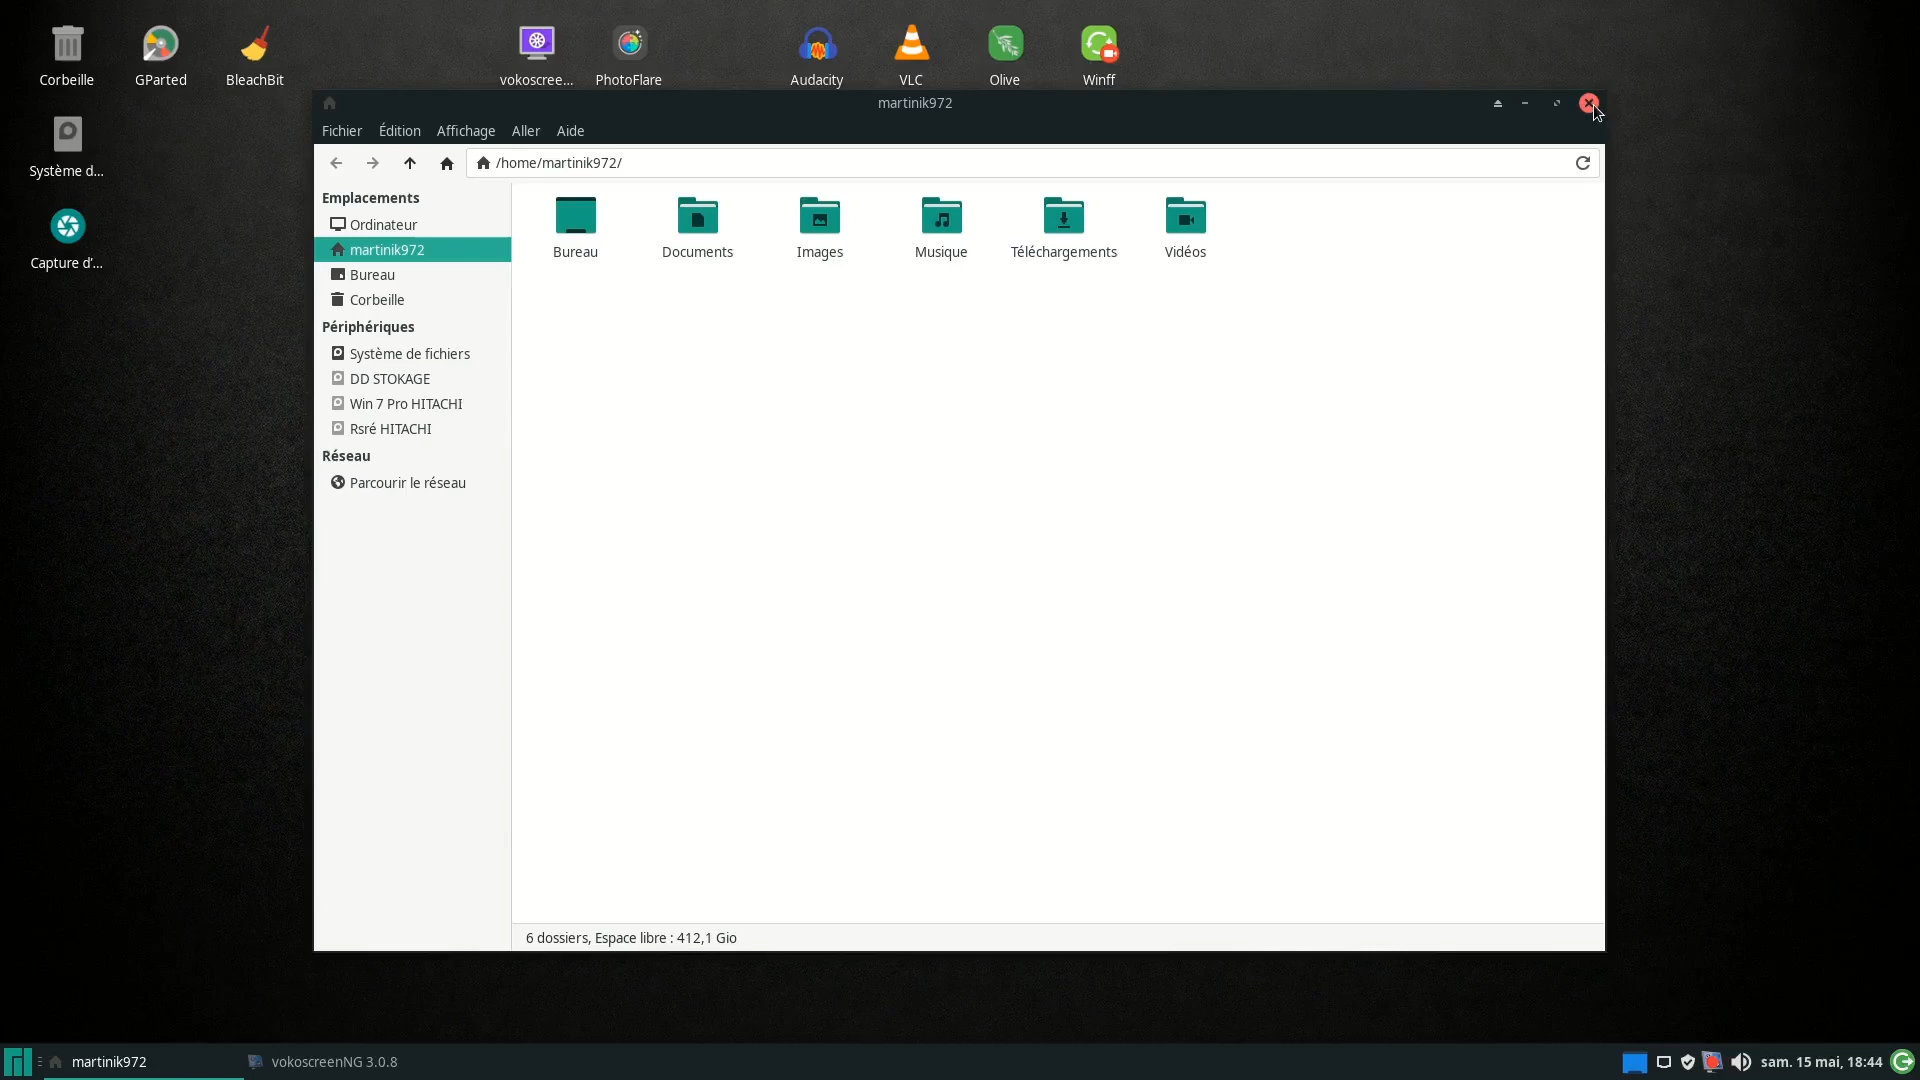 Corbeille
GParted
BleachBit
vokoscree...
PhotoFlare
Audacity
VLC
Olive
Winff
Système d...
Capture d'...
martinik972
Fichier Édition Affichage Aller Aide
/home/martinik972/
Emplacements
Ordinateur
martinik972
Bureau
Corbeille
Périphériques
Système de fichiers
DD STOKAGE
Win 7 Pro HITACHI
Rsré HITACHI
Réseau
Parcourir le réseau
Bureau
Documents
Images
Musique
Téléchargements
Vidéos
6 dossiers, Espace libre : 412,1 Gio
martinik972
vokoscreenNG 3.0.8
sam. 15 mai, 18:44